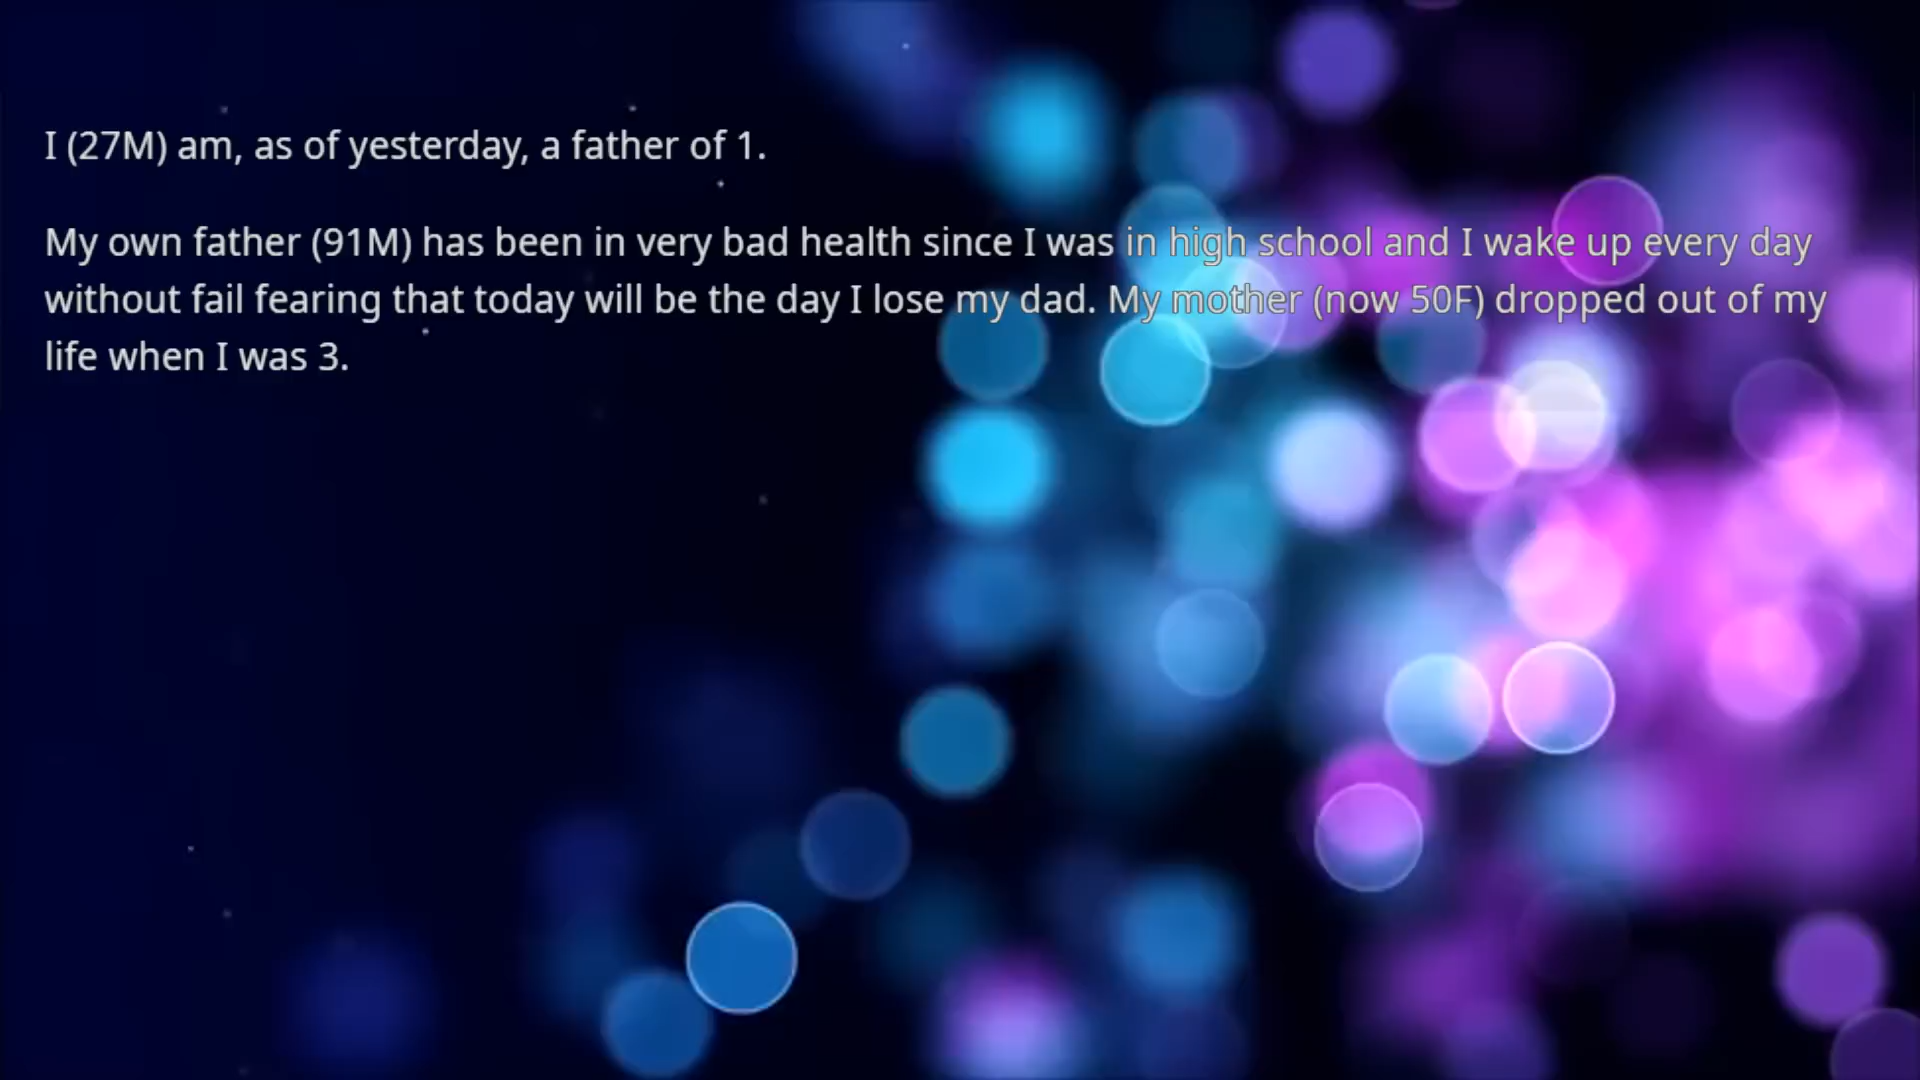 I (27M) am, as of yesterday, a father of 1.
My own father (91M) has been in very bad health since I was in high school and I wake up every day
without fail fearing that today will be the day I lose my dad. My mother (now 50F) dropped out of my
life when I was 3.